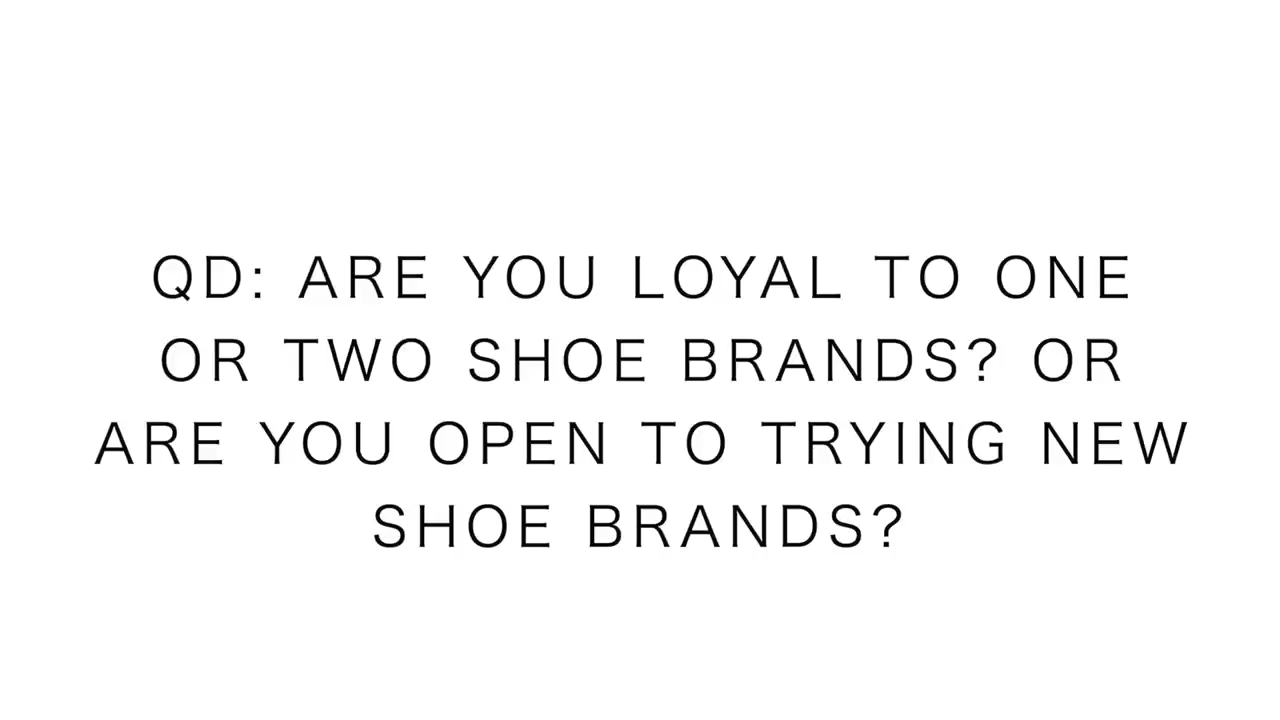 QD: ARE YOU LOYAL TO ONE
OR TWO SHOE BRANDS? OR
ARE YOU OPEN TO TRYING NEW
SHOE BRANDS?